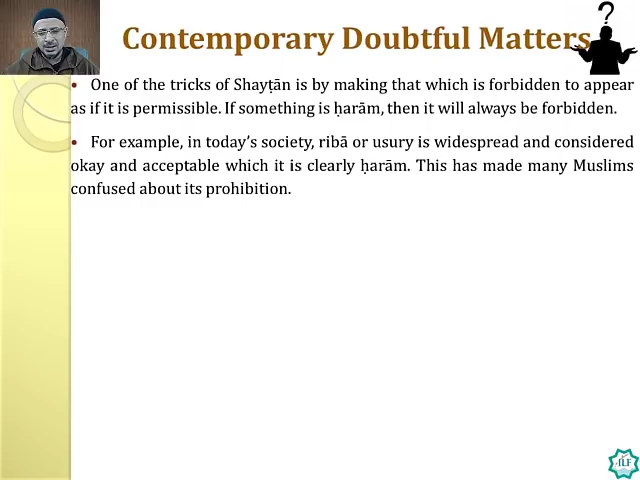 Contemporary Doubtful Matters
?
• One of the tricks of Shayṭān is by making that which is forbidden to appear
as if it is permissible. If something is ḥarām, then it will always be forbidden.
• For example, in today's society, ribā or usury is widespread and considered
okay and acceptable which it is clearly ḥarām. This has made many Muslims
confused about its prohibition.
ILF